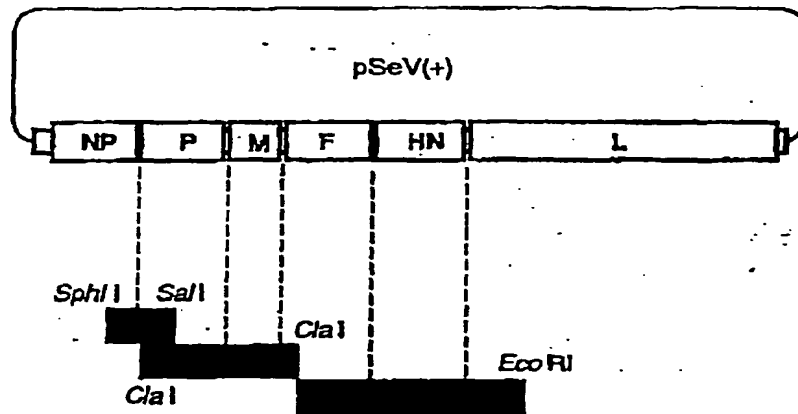 pSeV(+)
NP P M F HN L
SphI I SalI
ClaI
EcoRI
ClaI